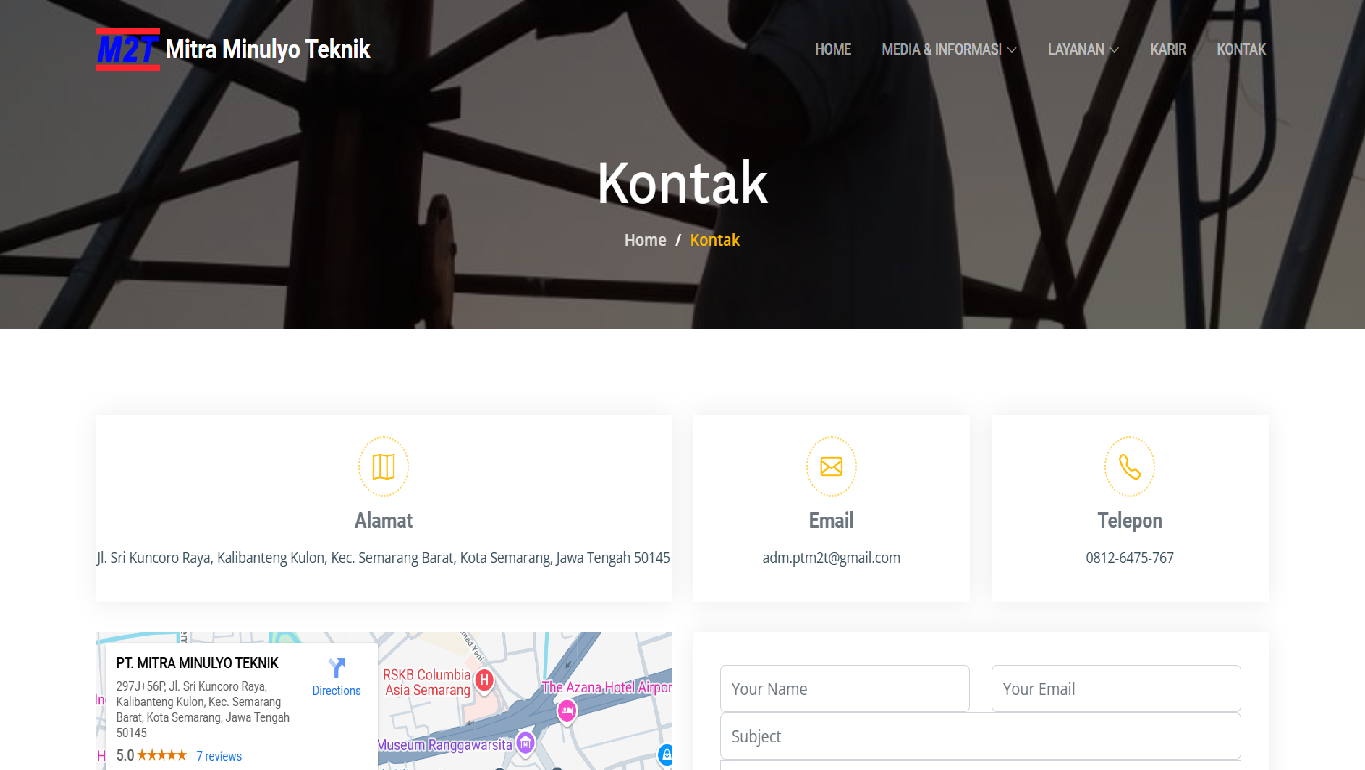 M2T Mitra Minulyo Teknik
HOME MEDIA & INFORMASI LAYANAN KARIR KONTAK
Kontak
Home / Kontak
Alamat
Jl. Sri Kuncoro Raya, Kalibanteng Kulon, Kec. Semarang Barat, Kota Semarang, Jawa Tengah 50145
Email
adm.ptm2t@gmail.com
Telepon
0812-6475-767
PT. MITRA MINULYO TEKNIK
297J+56P, Jl. Sri Kuncoro Raya,
Kalibanteng Kulon, Kec. Semarang
Barat, Kota Semarang, Jawa Tengah
50145
Directions
5.0 ★★★★★ 7 reviews
RSKB Columbia
Asia Semarang
H
The Azana Hotel Airpor
Museum Ranggawarsita
Your Name
Your Email
Subject